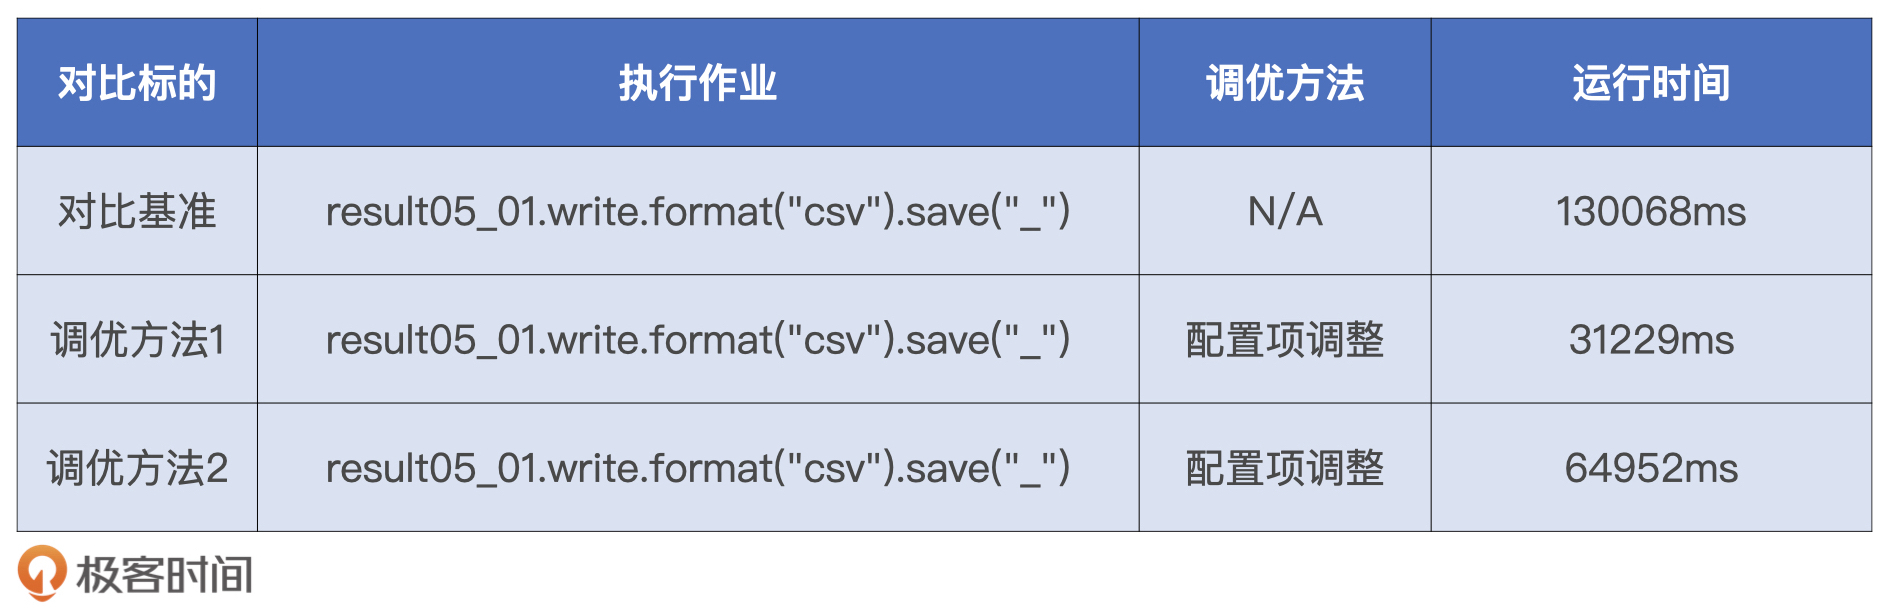 对比标的 执行作业 调优方法 运行时间
对比基准 result05_01.write.format("csv").save("_") N/A 130068ms
调优方法1 result05_01.write.format("csv").save("_") 配置项调整 31229ms
调优方法2 result05_01.write.format("csv").save("_") 配置项调整 64952ms
极客时间